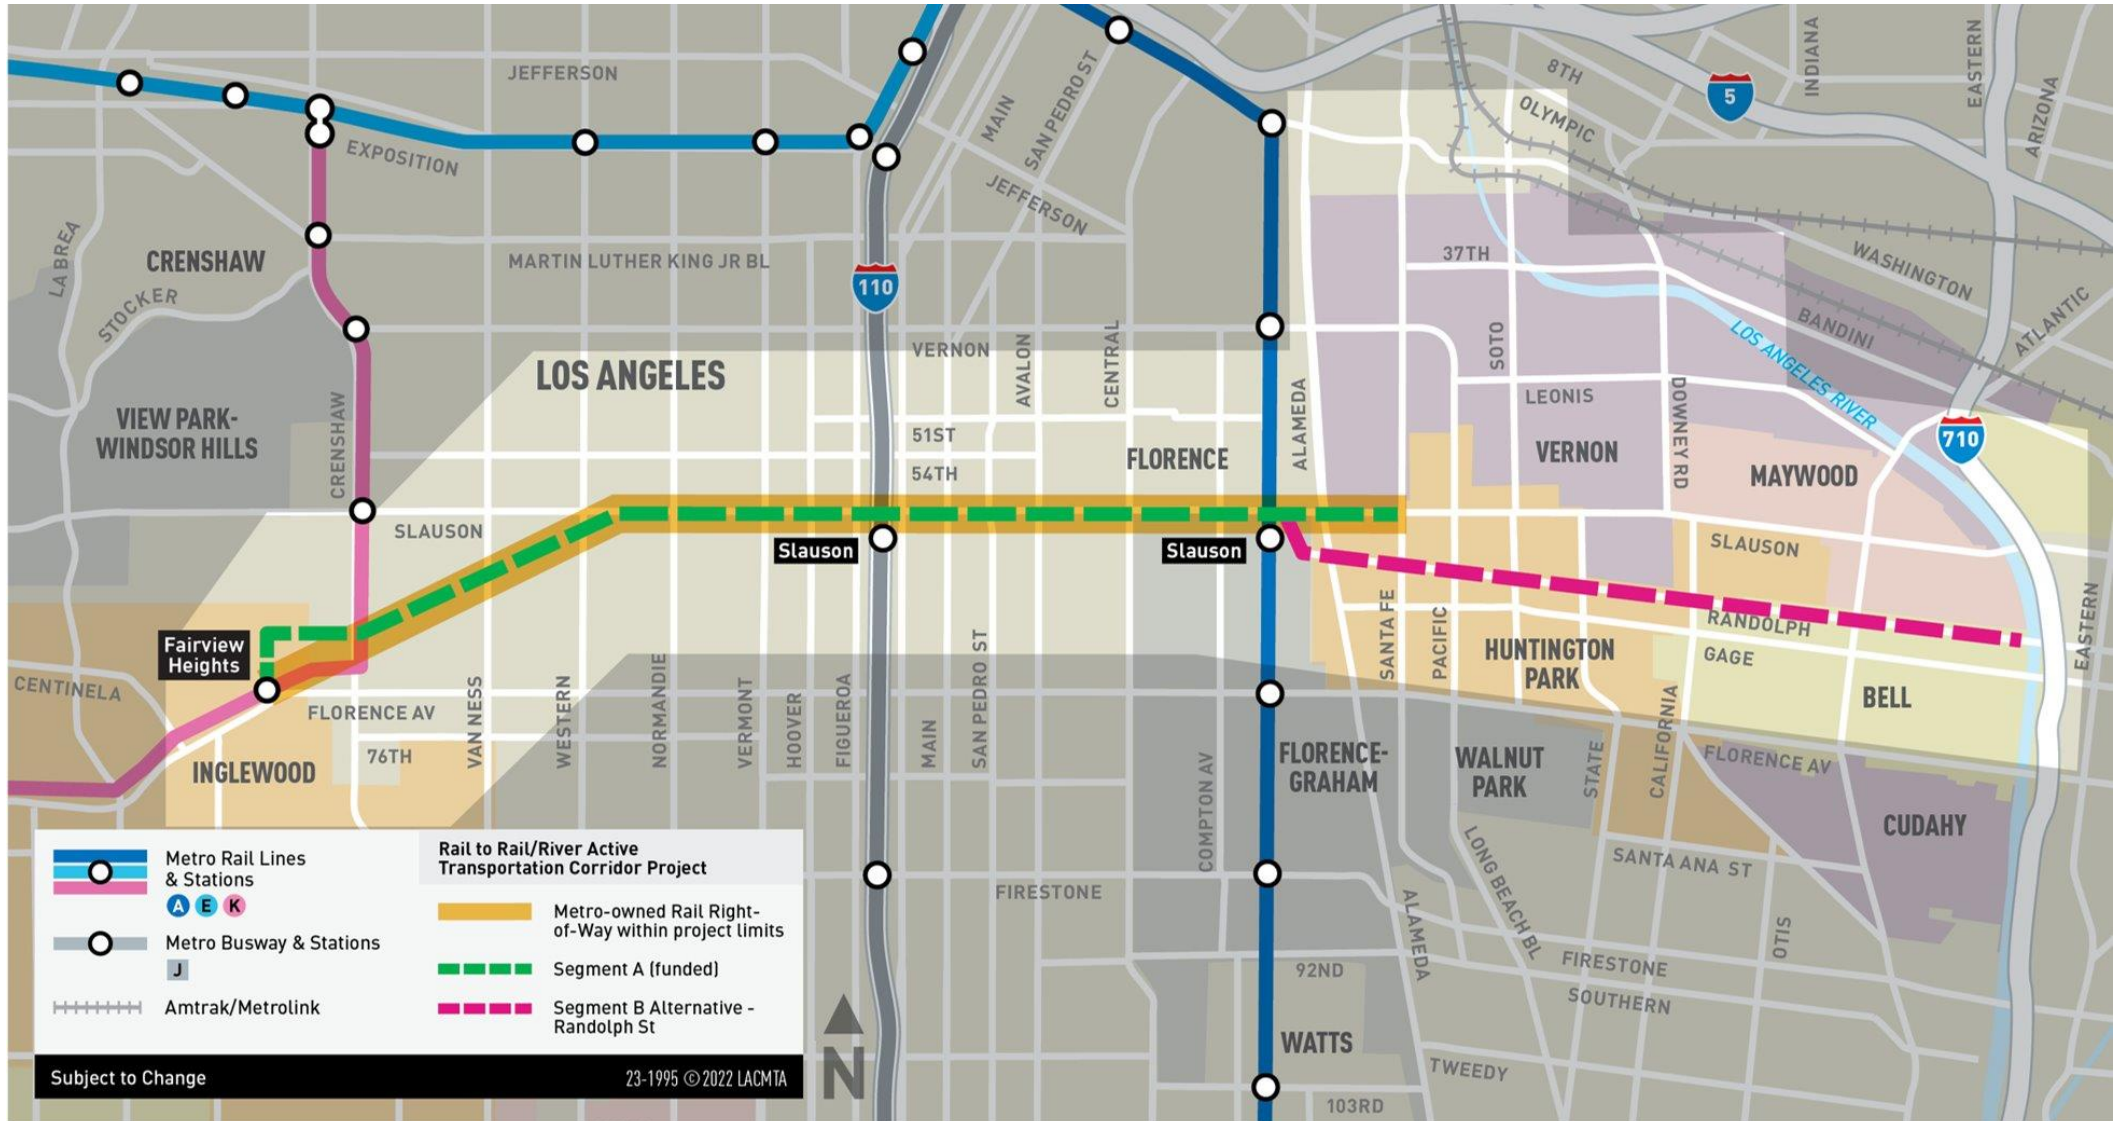 JEFFERSON
MAIN
SAN PEDRO ST
8TH
OLYMPIC
5
INDIANA
EASTERN
ARIZONA
EXPOSITION
JEFFERSON
CRENSHAW
LA BREA
STOCKER
MARTIN LUTHER KING JR BL
110
37TH
WASHINGTON
BANDINI
ATLANTIC
LOS ANGELES RIVER
VERNON
AVALON
CENTRAL
SOTO
LOS ANGELES
ALAMEDA
LEONIS
DOWNEY RD
VIEW PARK-
WINDSOR HILLS
CRENSHAW
51ST
54TH
FLORENCE
VERNON
MAYWOOD
710
SLAUSON
Slauson
Slauson
SLAUSON
Fairview
Heights
CENTINELA
FLORENCE AV
76TH
INGLEWOOD
VAN NESS
WESTERN
NORMANDIE
VERMONT
HOOVER
FIGUEROA
MAIN
SAN PEDRO ST
SANTA FE
PACIFIC
RANDOLPH
GAGE
EASTERN
HUNTINGTON
PARK
BELL
CALIFORNIA
STATE
FLORENCE AV
COMPTON AV
FLORENCE-
GRAHAM
WALNUT
PARK
CUDAHY
LONG BEACH BL
SANTA ANA ST
FIRESTONE
ALAMEDA
OTIS
92ND
FIRESTONE
SOUTHERN
WATTS
TWEEDY
103RD
N
Metro Rail Lines
& Stations
A E K
Metro Busway & Stations
J
Amtrak/Metrolink
Rail to Rail/River Active
Transportation Corridor Project
Metro-owned Rail Right-
of-Way within project limits
Segment A (funded)
Segment B Alternative -
Randolph St
Subject to Change
23-1995 © 2022 LACMTA